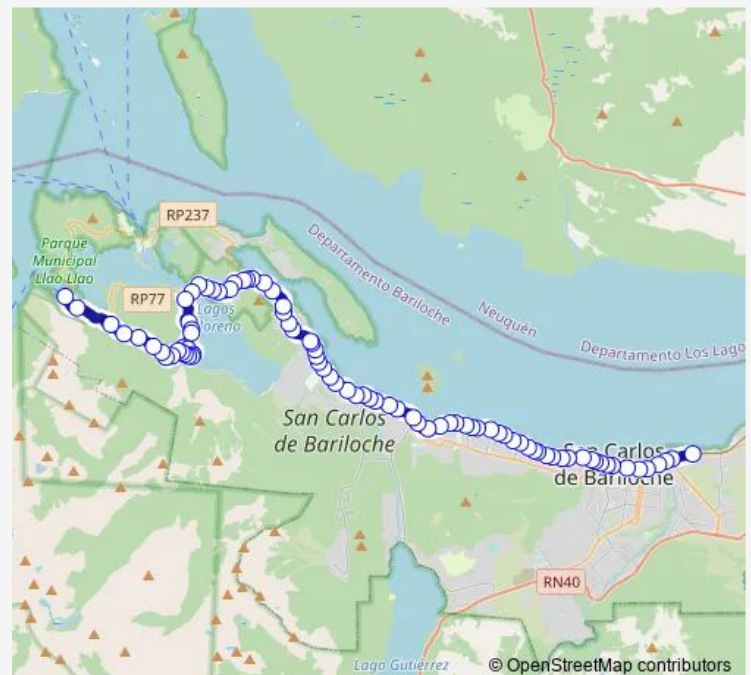 RP237
Parque
Municipal
Llao Llao
RP77
Lagos
Moreno
Departamento Bariloche
Neuquén
Departamento Los Lago
San Carlos
de Bariloche
San Carlos
de Bariloche
RN40
Lago Gutiérrez
© OpenStreetMap contributors